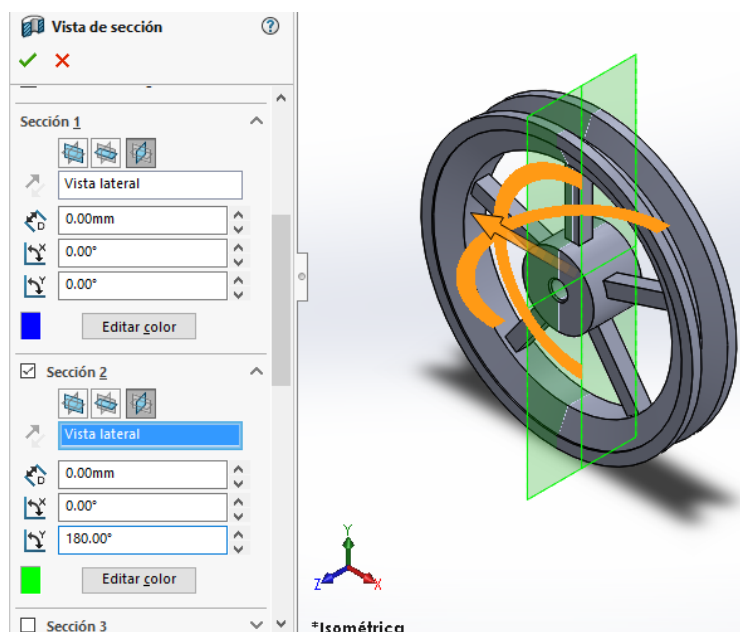 Vista de sección
Sección 1
Vista lateral
0.00mm
0.00°
0.00°
Editar color
Sección 2
Vista lateral
0.00mm
0.00°
180.00°
Editar color
Sección 3
Y
Z
X
*Isométrica